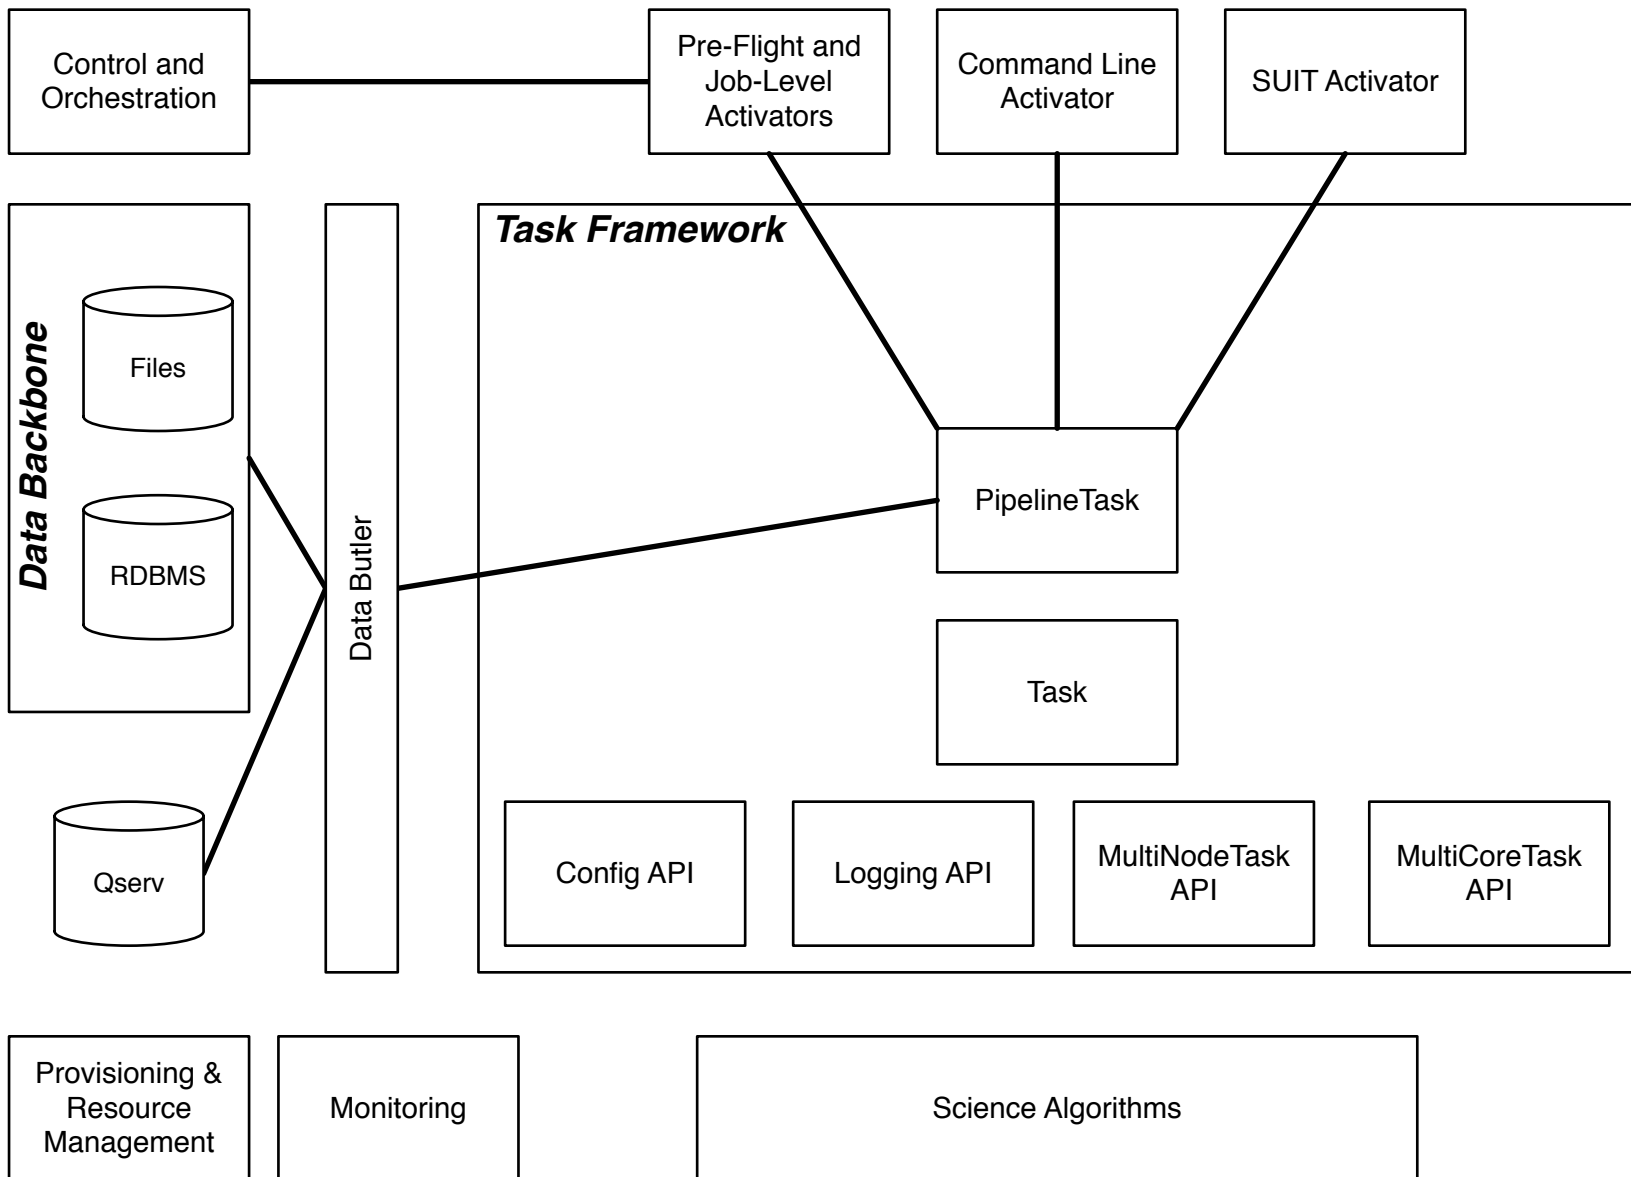 Control and
Orchestration
Pre-Flight and
Job-Level
Activators
Command Line
Activator
SUIT Activator
Data Backbone
Files
RDBMS
Qserv
Data Butler
Task Framework
PipelineTask
Task
Config API
Logging API
MultiNodeTask
API
MultiCoreTask
API
Provisioning &
Resource
Management
Monitoring
Science Algorithms